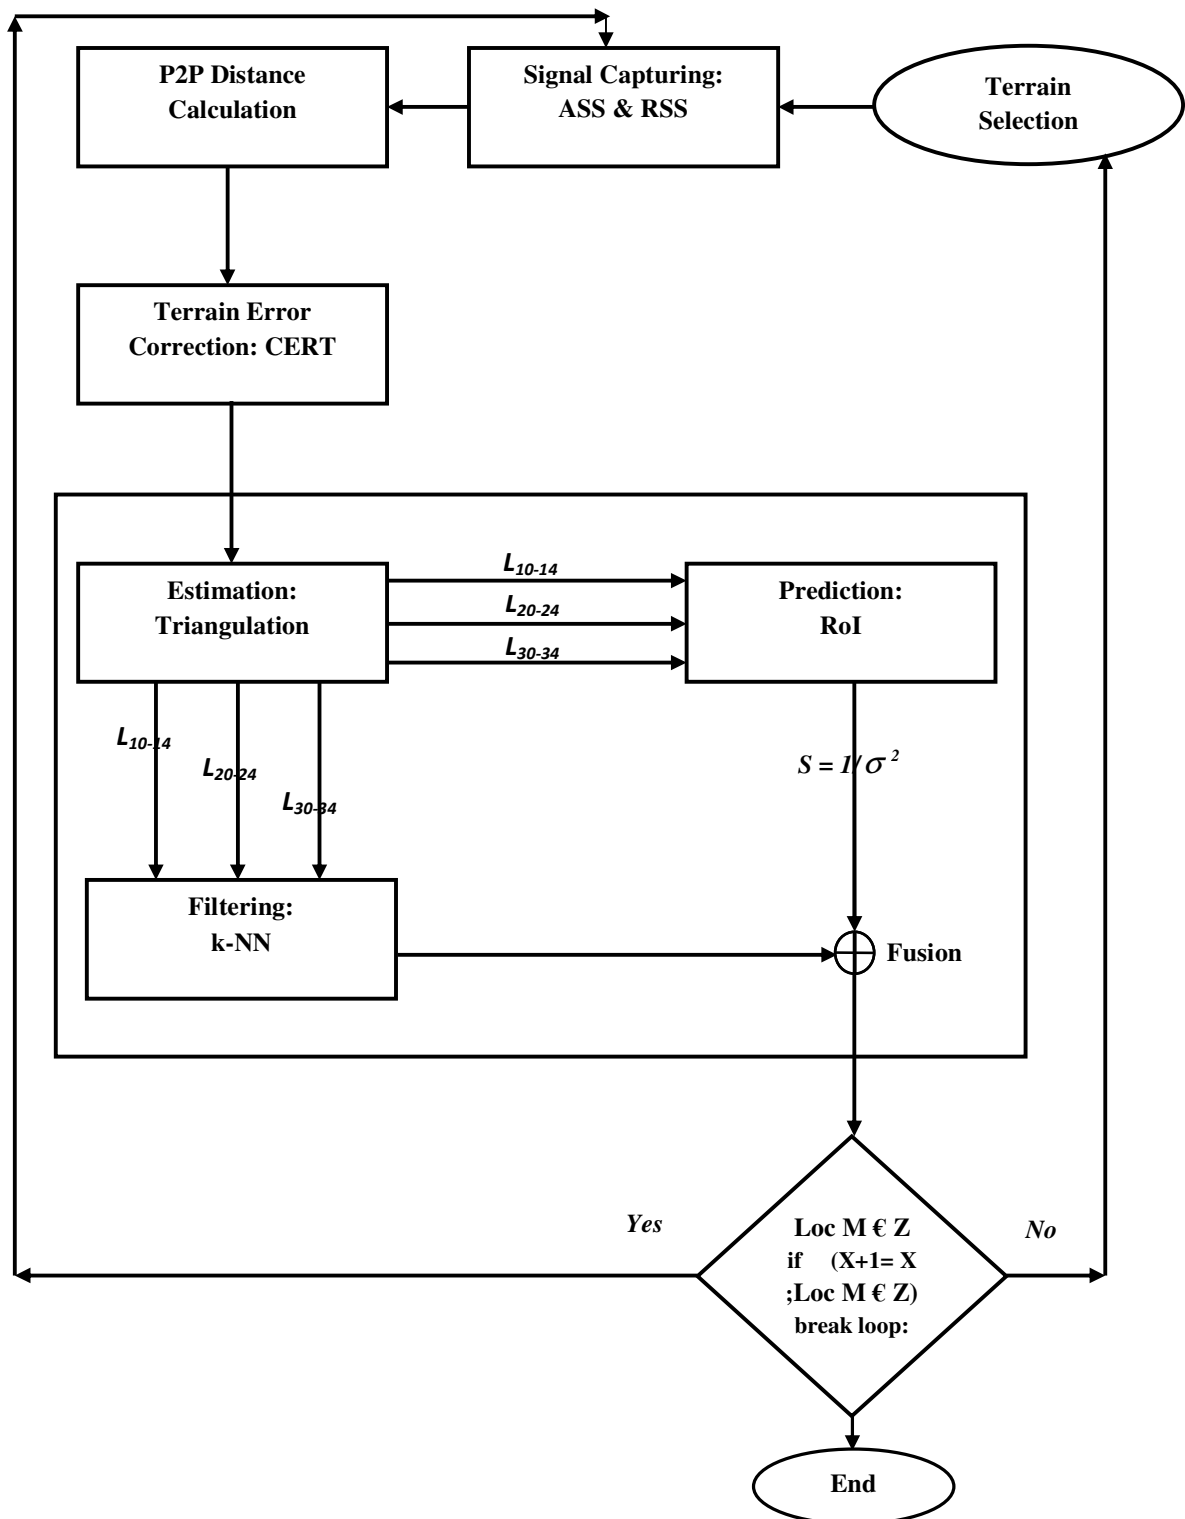 P2P Distance
Calculation
Signal Capturing:
ASS & RSS
Terrain
Selection
Terrain Error
Correction: CERT
Estimation:
Triangulation
L10-14
L20-24
L30-34
Prediction:
RoI
L10-14
L20-24
L30-34
S = 1/σ²
Filtering:
k-NN
Fusion
Yes
Loc M € Z
if (X+1= X
;Loc M € Z)
break loop:
No
End